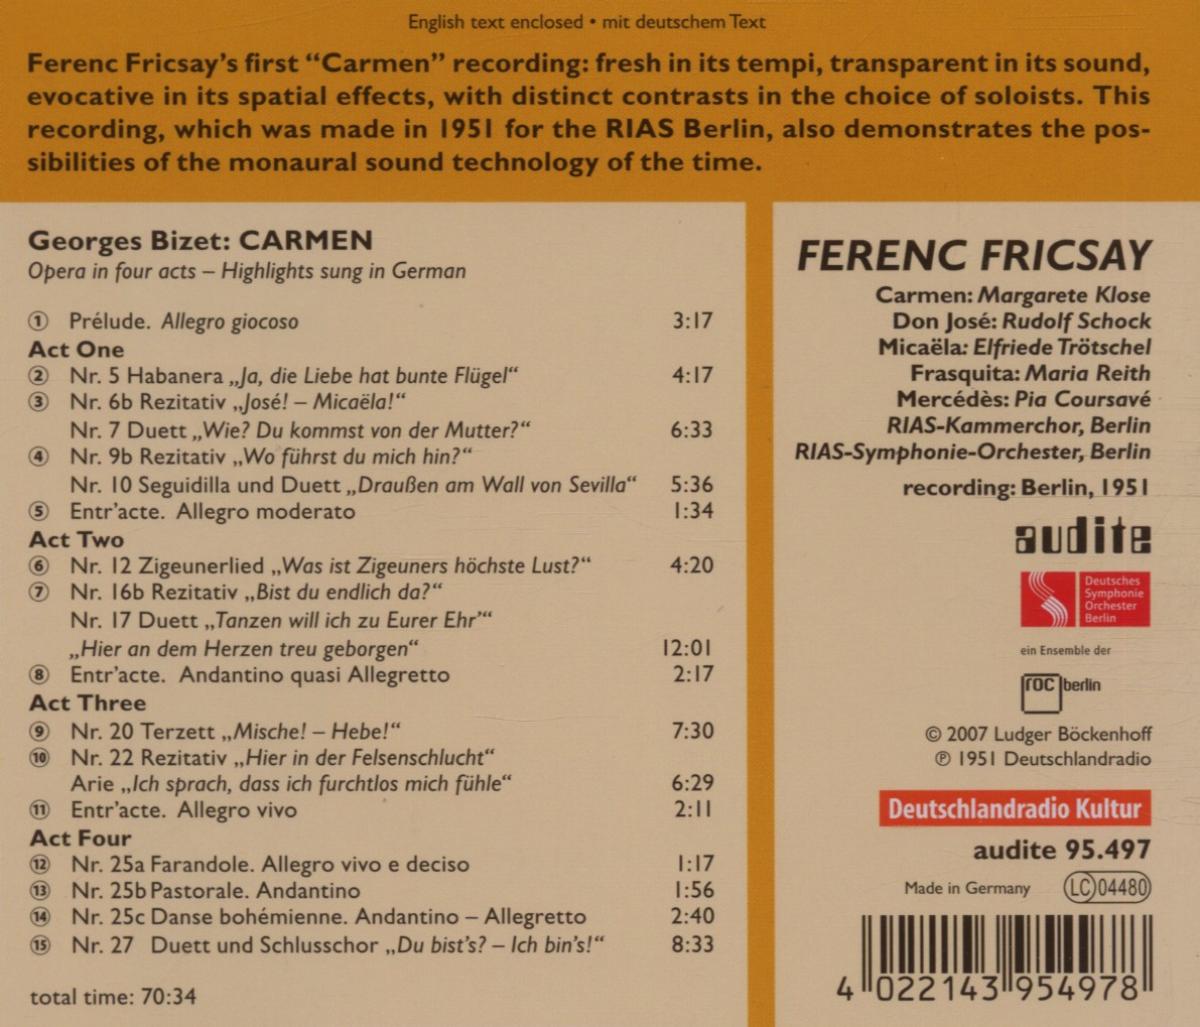 English text enclosed • mit deutschem Text
Ferenc Fricsay's first “Carmen” recording: fresh in its tempi, transparent in its sound,
evocative in its spatial effects, with distinct contrasts in the choice of soloists. This
recording, which was made in 1951 for the RIAS Berlin, also demonstrates the pos-
sibilities of the monaural sound technology of the time.
Georges Bizet: CARMEN
Opera in four acts – Highlights sung in German
① Prélude. Allegro giocoso 3:17
Act One
② Nr. 5 Habanera „Ja, die Liebe hat bunte Flügel“ 4:17
③ Nr. 6b Rezitativ „José! – Micaëla!“
Nr. 7 Duett „Wie? Du kommst von der Mutter?“ 6:33
④ Nr. 9b Rezitativ „Wo führst du mich hin?“
Nr. 10 Seguidilla und Duett „Draußen am Wall von Sevilla“ 5:36
⑤ Entr'acte. Allegro moderato 1:34
Act Two
⑥ Nr. 12 Zigeunerlied „Was ist Zigeuners höchste Lust?“ 4:20
⑦ Nr. 16b Rezitativ „Bist du endlich da?“
Nr. 17 Duett „Tanzen will ich zu Eurer Ehr'“
„Hier an dem Herzen treu geborgen“ 12:01
⑧ Entr'acte. Andantino quasi Allegretto 2:17
Act Three
⑨ Nr. 20 Terzett „Mische! – Hebe!“ 7:30
⑩ Nr. 22 Rezitativ „Hier in der Felsenschlucht“
Arie „Ich sprach, dass ich furchtlos mich fühle“ 6:29
⑪ Entr'acte. Allegro vivo 2:11
Act Four
⑫ Nr. 25a Farandole. Allegro vivo e deciso 1:17
⑬ Nr. 25b Pastorale. Andantino 1:56
⑭ Nr. 25c Danse bohémienne. Andantino – Allegretto 2:40
⑮ Nr. 27 Duett und Schlusschor „Du bist's? – Ich bin's!“ 8:33
total time: 70:34
FERENC FRICSAY
Carmen: Margarete Klose
Don José: Rudolf Schock
Micaëla: Elfriede Trötschel
Frasquita: Maria Reith
Mercédès: Pia Coursavé
RIAS-Kammerchor, Berlin
RIAS-Symphonie-Orchester, Berlin
recording: Berlin, 1951
audite
Deutsches
Symphonie
Orchester
Berlin
ein Ensemble der
roc berlin
© 2007 Ludger Böckenhoff
℗ 1951 Deutschlandradio
Deutschlandradio Kultur
audite 95.497
Made in Germany LC 04480
4 022143 954978